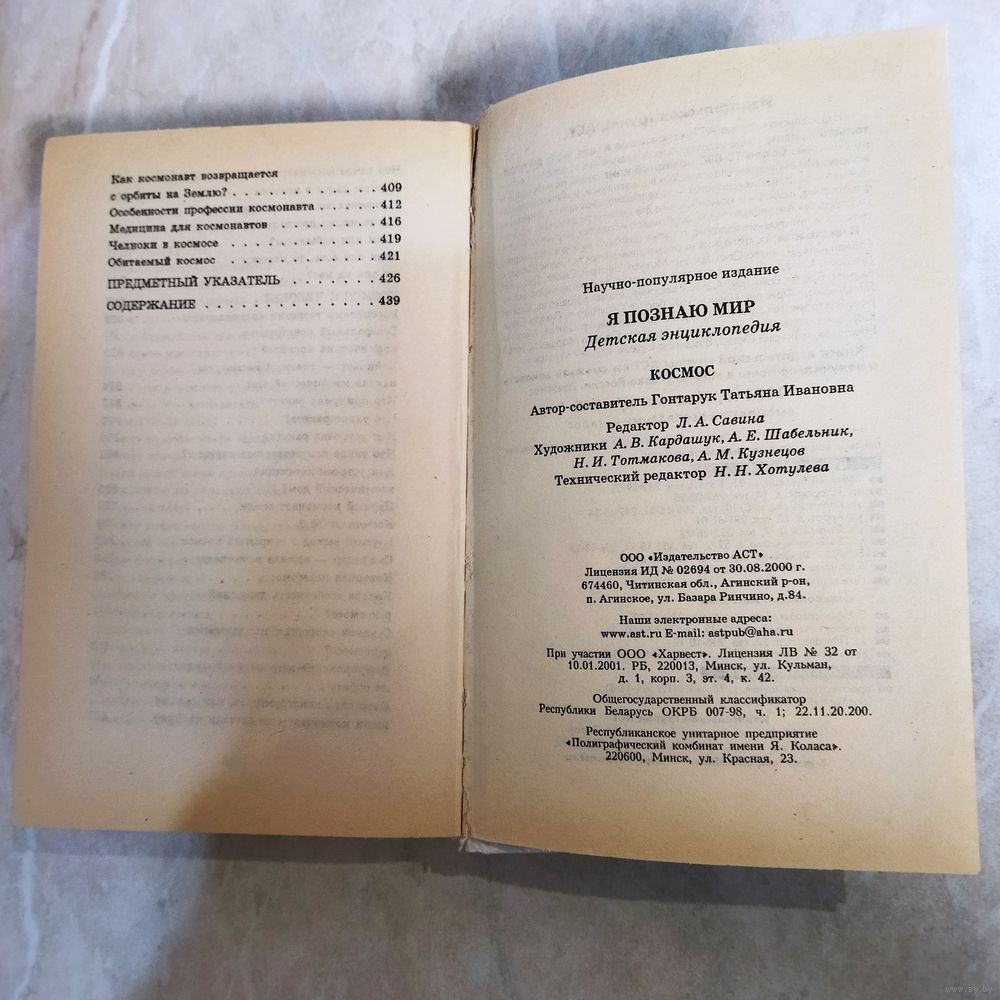 Как космонавт возвращается
с орбиты на Землю? . . . . . . . . . . . . 409
Особенности профессии космонавта . . . . . 412
Медицина для космонавтов . . . . . . . . 416
Челноки в космосе . . . . . . . . . . . . 419
Обитаемый космос . . . . . . . . . . . . 421
ПРЕДМЕТНЫЙ УКАЗАТЕЛЬ . . . . . . . 426
СОДЕРЖАНИЕ . . . . . . . . . . . . . . 439
Научно-популярное издание
Я ПОЗНАЮ МИР
Детская энциклопедия
КОСМОС
Автор-составитель Гонтарук Татьяна Ивановна
Редактор Л. А. Савина
Художники А. В. Кардашук, А. Е. Шабельник,
Н. И. Тотмакова, А. М. Кузнецов
Технический редактор Н. Н. Хотулева
ООО «Издательство АСТ»
Лицензия ИД № 02694 от 30.08.2000 г.
674460, Читинская обл., Агинский р-он,
п. Агинское, ул. Базара Ринчино, д.84.
Наши электронные адреса:
www.ast.ru E-mail: astpub@aha.ru
При участии ООО «Харвест». Лицензия ЛВ № 32 от
10.01.2001. РБ, 220013, Минск, ул. Кульман,
д. 1, корп. 3, эт. 4, к. 42.
Общегосударственный классификатор
Республики Беларусь ОКРБ 007-98, ч. 1; 22.11.20.200.
Республиканское унитарное предприятие
«Полиграфический комбинат имени Я. Коласа».
220600, Минск, ул. Красная, 23.
www.ay.by